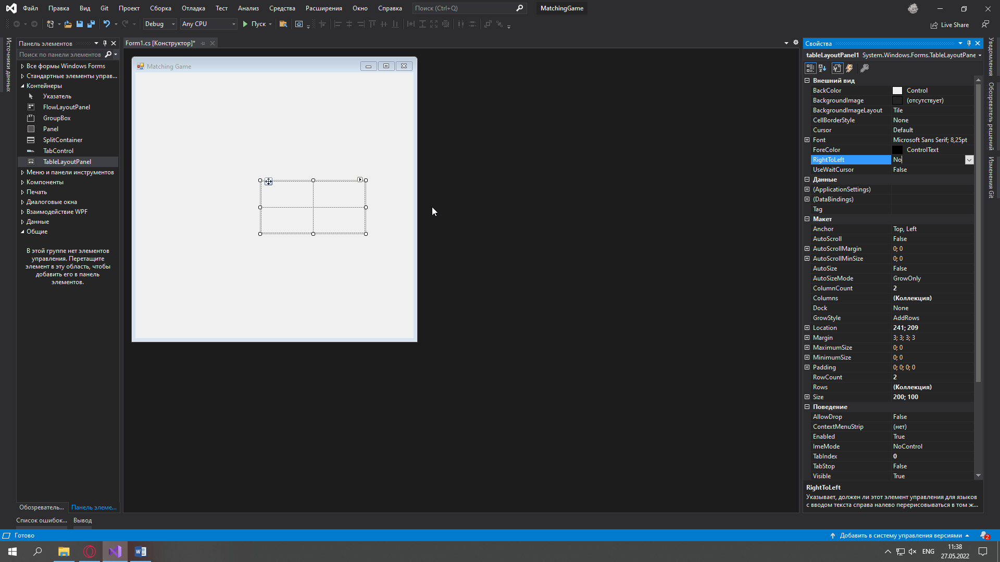 Файл Правка Вид Git Проект Сборка Отладка Тест Анализ Средства Расширения Окно Справка Поиск (Ctrl+Q) MatchingGame
Debug Any CPU Пуск Live Share
Источники данных
Панель элементов
Поиск по панели элементов
Все формы Windows Forms
Стандартные элементы управ...
Контейнеры
Указатель
FlowLayoutPanel
GroupBox
Panel
SplitContainer
TabControl
TableLayoutPanel
Меню и панели инструментов
Компоненты
Печать
Диалоговые окна
Взаимодействие WPF
Данные
Общие
В этой группе нет элементов
управления. Перетащите
элемент в эту область, чтобы
добавить его в панель
элементов.
Обозреватель... Панель элеме...
Form1.cs [Конструктор]*
Matching Game
Свойства
tableLayoutPanel1 System.Windows.Forms.TableLayoutPane
Внешний вид
BackColor Control
BackgroundImage (отсутствует)
BackgroundImageLayout Tile
CellBorderStyle None
Cursor Default
Font Microsoft Sans Serif; 8,25pt
ForeColor ControlText
RightToLeft No
UseWaitCursor False
Данные
(ApplicationSettings)
(DataBindings)
Tag
Макет
Anchor Top, Left
AutoScroll False
AutoScrollMargin 0; 0
AutoScrollMinSize 0; 0
AutoSize False
AutoSizeMode GrowOnly
ColumnCount 2
Columns (Коллекция)
Dock None
GrowStyle AddRows
Location 241; 209
Margin 3; 3; 3; 3
MaximumSize 0; 0
MinimumSize 0; 0
Padding 0; 0; 0; 0
RowCount 2
Rows (Коллекция)
Size 200; 100
Поведение
AllowDrop False
ContextMenuStrip (нет)
Enabled True
ImeMode NoControl
TabIndex 0
TabStop False
Visible True
RightToLeft
Указывает, должен ли этот элемент управления для языков
с вводом текста справа налево перерисовываться в том ж...
Уведомления
Обозреватель решений
Изменения Git
Список ошибок... Вывод
Готово Добавить в систему управления версиями 2
ENG 11:38
27.05.2022